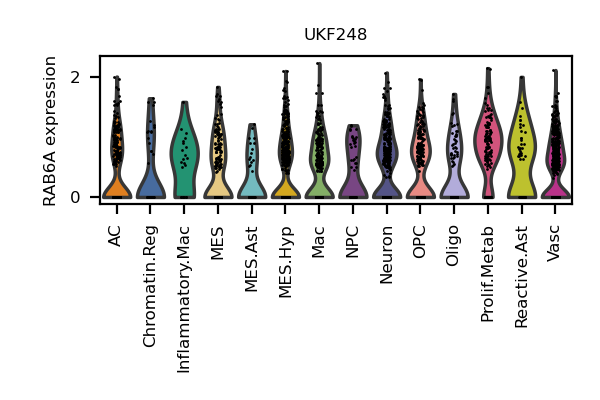 UKF248
RAB6A expression
2
0
AC
Chromatin.Reg
Inflammatory.Mac
MES
MES.Ast
MES.Hyp
Mac
NPC
Neuron
OPC
Oligo
Prolif.Metab
Reactive.Ast
Vasc